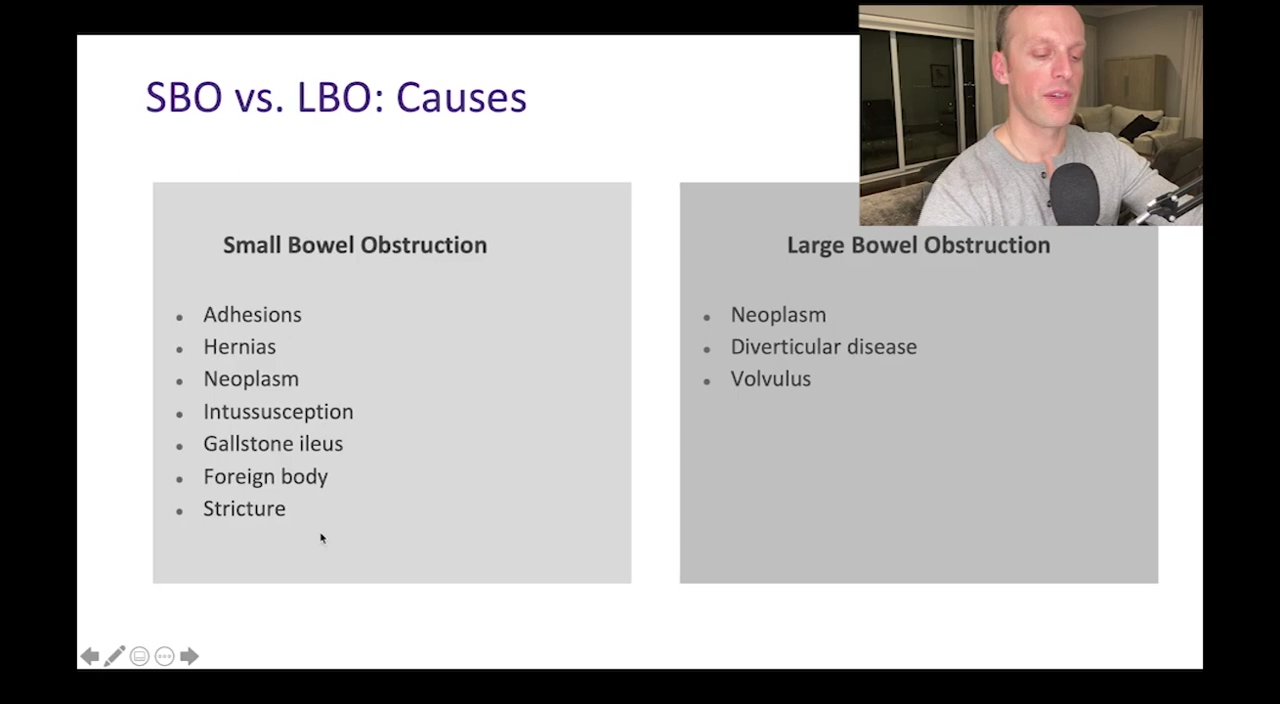 SBO vs. LBO: Causes
Small Bowel Obstruction
Adhesions
Hernias
Neoplasm
Intussusception
Gallstone ileus
Foreign body
Stricture
Large Bowel Obstruction
Neoplasm
Diverticular disease
Volvulus